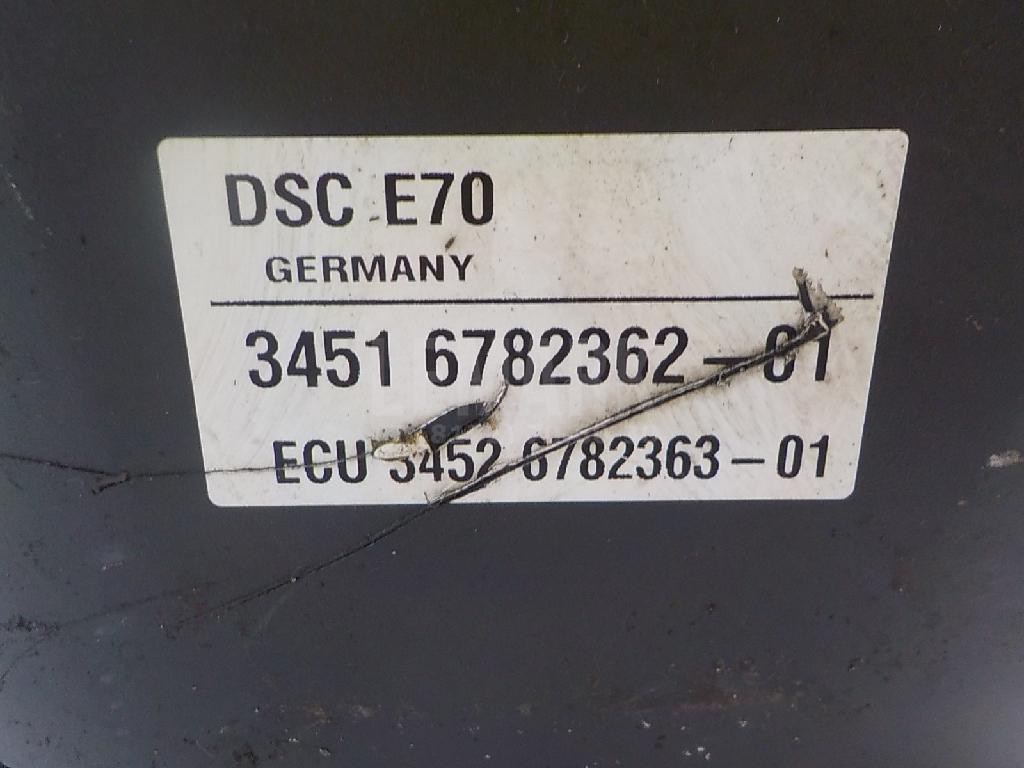 DSC E70
GERMANY
3451 6782362-01
ECU 3452 6782363-01